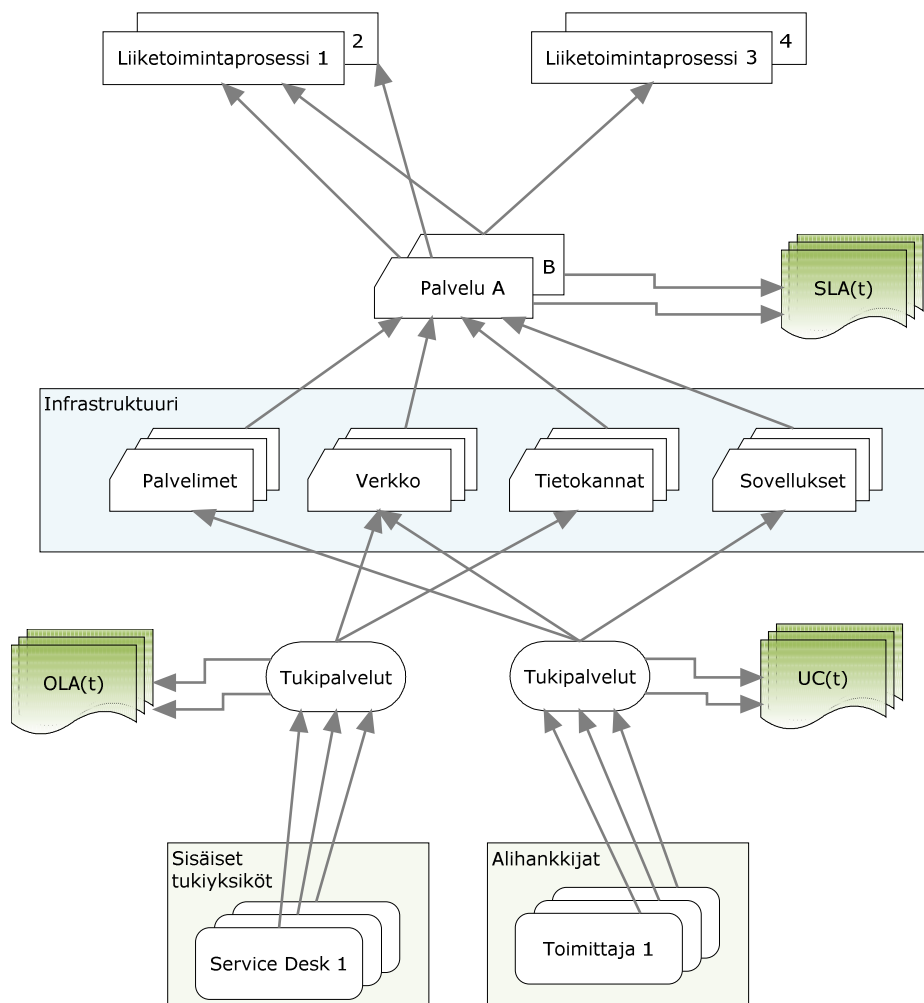 2
Liiketoimintaprosessi 1
4
Liiketoimintaprosessi 3
B
Palvelu A
SLA(t)
Infrastruktuuri
Palvelimet
Verkko
Tietokannat
Sovellukset
OLA(t)
Tukipalvelut
Tukipalvelut
UC(t)
Sisäiset
tukiyksiköt
Service Desk 1
Alihankkijat
Toimittaja 1